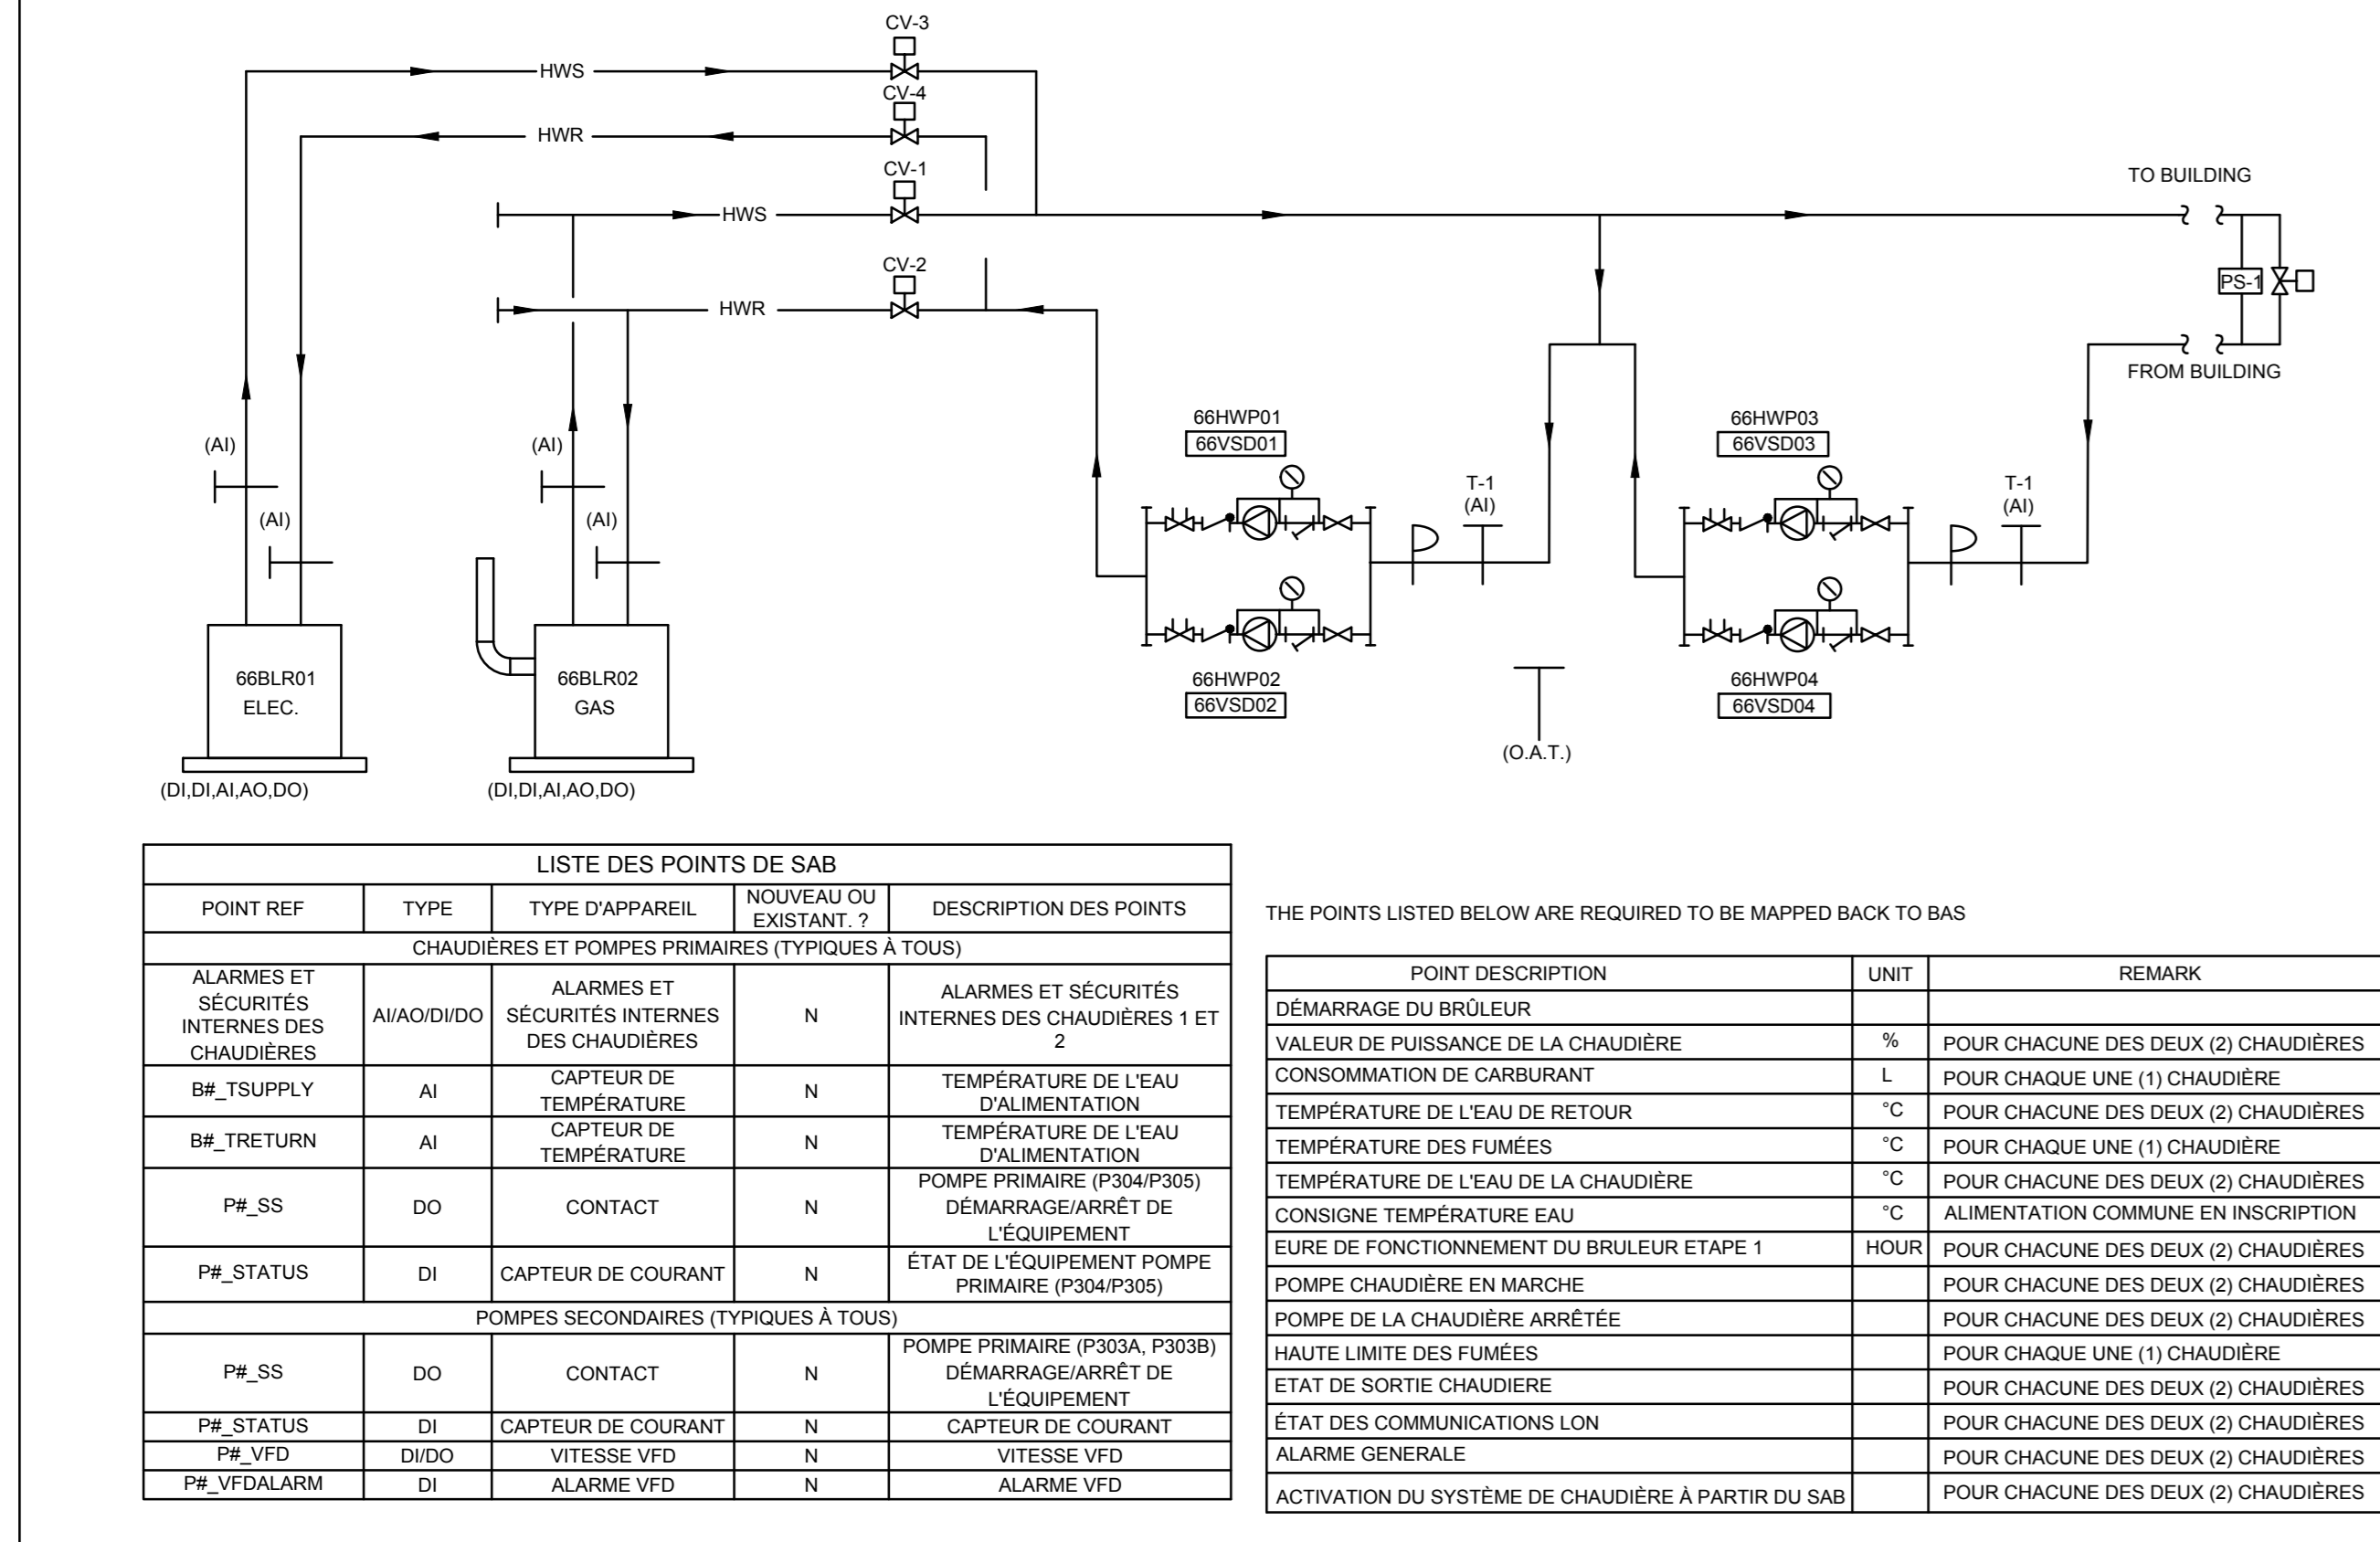 CV-3
HWS
CV-4
HWR
CV-1
HWS
TO BUILDING
CV-2
HWR
PS-1
FROM BUILDING
(AI)
(AI)
(AI)
(AI)
66HWP01
66VSD01
66HWP03
66VSD03
T-1
(AI)
T-1
(AI)
66BLR01
ELEC.
66BLR02
GAS
66HWP02
66VSD02
66HWP04
66VSD04
(O.A.T.)
(DI,DI,AI,AO,DO)
(DI,DI,AI,AO,DO)
LISTE DES POINTS DE SAB
POINT REF
TYPE
TYPE D'APPAREIL
NOUVEAU OU
EXISTANT. ?
DESCRIPTION DES POINTS
CHAUDIÈRES ET POMPES PRIMAIRES (TYPIQUES À TOUS)
ALARMES ET
SÉCURITÉS
INTERNES DES
CHAUDIÈRES
AI/AO/DI/DO
ALARMES ET
SÉCURITÉS INTERNES
DES CHAUDIÈRES
N
ALARMES ET SÉCURITÉS
INTERNES DES CHAUDIÈRES 1 ET
2
B#_TSUPPLY
AI
CAPTEUR DE
TEMPÉRATURE
N
TEMPÉRATURE DE L'EAU
D'ALIMENTATION
B#_TRETURN
AI
CAPTEUR DE
TEMPÉRATURE
N
TEMPÉRATURE DE L'EAU
D'ALIMENTATION
P#_SS
DO
CONTACT
N
POMPE PRIMAIRE (P304/P305)
DÉMARRAGE/ARRÊT DE
L'ÉQUIPEMENT
P#_STATUS
DI
CAPTEUR DE COURANT
N
ÉTAT DE L'ÉQUIPEMENT POMPE
PRIMAIRE (P304/P305)
POMPES SECONDAIRES (TYPIQUES À TOUS)
P#_SS
DO
CONTACT
N
POMPE PRIMAIRE (P303A, P303B)
DÉMARRAGE/ARRÊT DE
L'ÉQUIPEMENT
P#_STATUS
DI
CAPTEUR DE COURANT
N
CAPTEUR DE COURANT
P#_VFD
DI/DO
VITESSE VFD
N
VITESSE VFD
P#_VFDALARM
DI
ALARME VFD
N
ALARME VFD
THE POINTS LISTED BELOW ARE REQUIRED TO BE MAPPED BACK TO BAS
POINT DESCRIPTION
UNIT
REMARK
DÉMARRAGE DU BRÛLEUR
VALEUR DE PUISSANCE DE LA CHAUDIÈRE
%
POUR CHACUNE DES DEUX (2) CHAUDIÈRES
CONSOMMATION DE CARBURANT
L
POUR CHAQUE UNE (1) CHAUDIÈRE
TEMPÉRATURE DE L'EAU DE RETOUR
°C
POUR CHACUNE DES DEUX (2) CHAUDIÈRES
TEMPÉRATURE DES FUMÉES
°C
POUR CHAQUE UNE (1) CHAUDIÈRE
TEMPÉRATURE DE L'EAU DE LA CHAUDIÈRE
°C
POUR CHACUNE DES DEUX (2) CHAUDIÈRES
CONSIGNE TEMPÉRATURE EAU
°C
ALIMENTATION COMMUNE EN INSCRIPTION
EURE DE FONCTIONNEMENT DU BRULEUR ETAPE 1
HOUR
POUR CHACUNE DES DEUX (2) CHAUDIÈRES
POMPE CHAUDIÈRE EN MARCHE
POUR CHACUNE DES DEUX (2) CHAUDIÈRES
POMPE DE LA CHAUDIÈRE ARRÊTÉE
POUR CHACUNE DES DEUX (2) CHAUDIÈRES
HAUTE LIMITE DES FUMÉES
POUR CHAQUE UNE (1) CHAUDIÈRE
ETAT DE SORTIE CHAUDIERE
POUR CHACUNE DES DEUX (2) CHAUDIÈRES
ÉTAT DES COMMUNICATIONS LON
POUR CHACUNE DES DEUX (2) CHAUDIÈRES
ALARME GENERALE
POUR CHACUNE DES DEUX (2) CHAUDIÈRES
ACTIVATION DU SYSTÈME DE CHAUDIÈRE À PARTIR DU SAB
POUR CHACUNE DES DEUX (2) CHAUDIÈRES